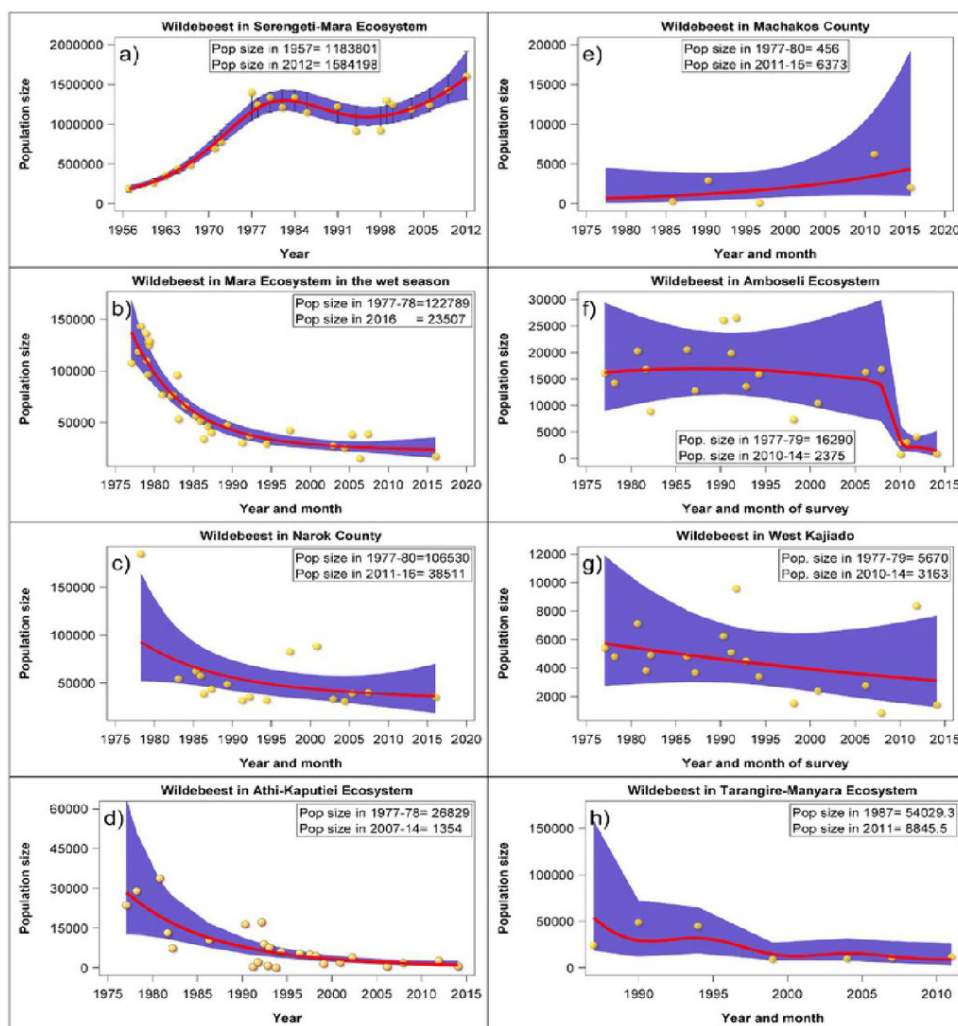 Wildebeest in Serengeti-Mara Ecosystem
a)
Pop size in 1957= 1183801
Pop size in 2012= 1584198
Population size
2000000
1500000
1000000
500000
0
1956 1963 1970 1977 1984 1991 1998 2005 2012
Year
Wildebeest in Machakos County
e)
Pop size in 1977-80= 456
Pop size in 2011-15= 6373
Population size
20000
15000
10000
5000
0
1975 1980 1985 1990 1995 2000 2005 2010 2015 2020
Year and month
Wildebeest in Mara Ecosystem in the wet season
b)
Pop size in 1977-78=122789
Pop size in 2016 = 23507
Population size
150000
100000
50000
1975 1980 1985 1990 1995 2000 2005 2010 2015 2020
Year and month
Wildebeest in Amboseli Ecosystem
f)
Pop. size in 1977-79= 16290
Pop. size in 2010-14= 2375
Population size
30000
25000
20000
15000
10000
5000
0
1975 1980 1985 1990 1995 2000 2005 2010 2015
Year and month of survey
Wildebeest in Narok County
c)
Pop size in 1977-80=106530
Pop size in 2011-16= 38511
Population size
150000
100000
50000
1975 1980 1985 1990 1995 2000 2005 2010 2015 2020
Year and month
Wildebeest in West Kajiado
g)
Pop. size in 1977-79= 5670
Pop. size in 2010-14= 3163
Population size
12000
10000
8000
6000
4000
2000
1975 1980 1985 1990 1995 2000 2005 2010 2015
Year and month of survey
Wildebeest in Athi-Kaputiei Ecosystem
d)
Pop size in 1977-78= 26829
Pop size in 2007-14= 1354
Population size
60000
45000
30000
15000
0
1975 1980 1985 1990 1995 2000 2005 2010 2015
Year
Wildebeest in Tarangire-Manyara Ecosystem
h)
Pop size in 1987= 54029.3
Pop size in 2011= 8845.5
Population size
150000
100000
50000
0
1990 1995 2000 2005 2010
Year and month